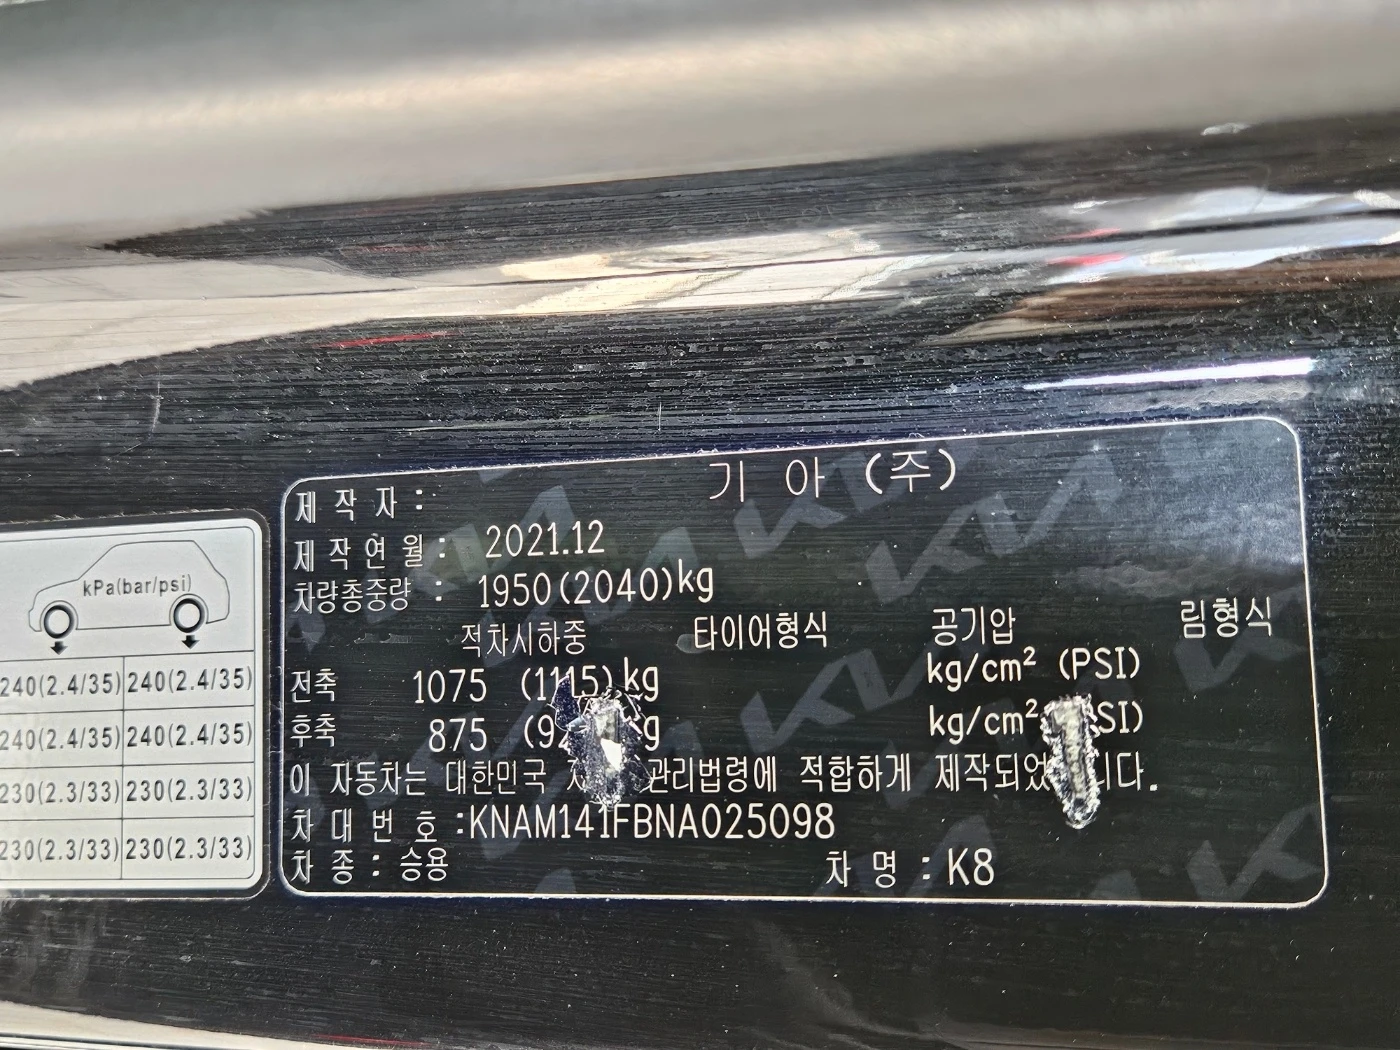 kPa(bar/psi)
240(2.4/35) 240(2.4/35)
240(2.4/35) 240(2.4/35)
230(2.3/33) 230(2.3/33)
230(2.3/33) 230(2.3/33)
제 작 자 : 기 아 (주)
제 작 연 월 : 2021.12
차량총중량 : 1950(2040)kg
적차시하중 타이어형식 공기압 림형식
전축 1075 (1115)kg kg/cm² (PSI)
후축 875 kg/cm²
이 자동차는 대한민국 관리법령에 적합하게
차 대 번 호 :KNAM141FBNA025098
차 종 : 승용 차 명 : K8